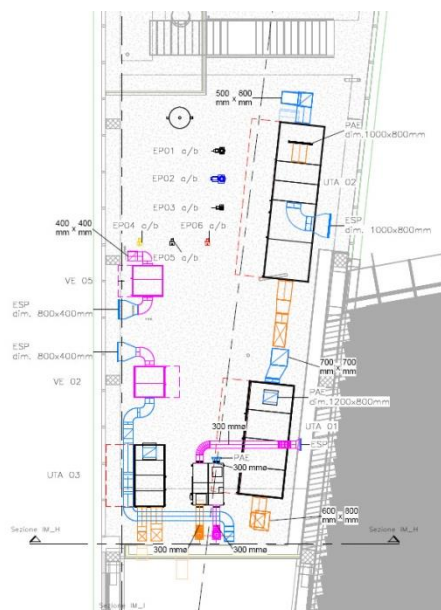 500 mm x 800 mm
PAE
dim.1000x800mm
EP01 a/b
EP02 a/b
UTA 02
EP03 a/b
EP04 a/b
EP06 a/b
EP05 a/b
400 mm x 400 mm
ESP
dim. 1000x800mm
VE 05
ESP
dim. 800x400mm
ESP
dim. 800x400mm
700 mm x 700 mm
VE 02
PAE
dim.1200x800mm
300 mmø
UTA 01
ESP
UTA 03
PAE
300 mmø
600 mm x 800 mm
Sezione IM_H
Sezione IM_H
300 mmø
300 mmø
Sezione IM_I